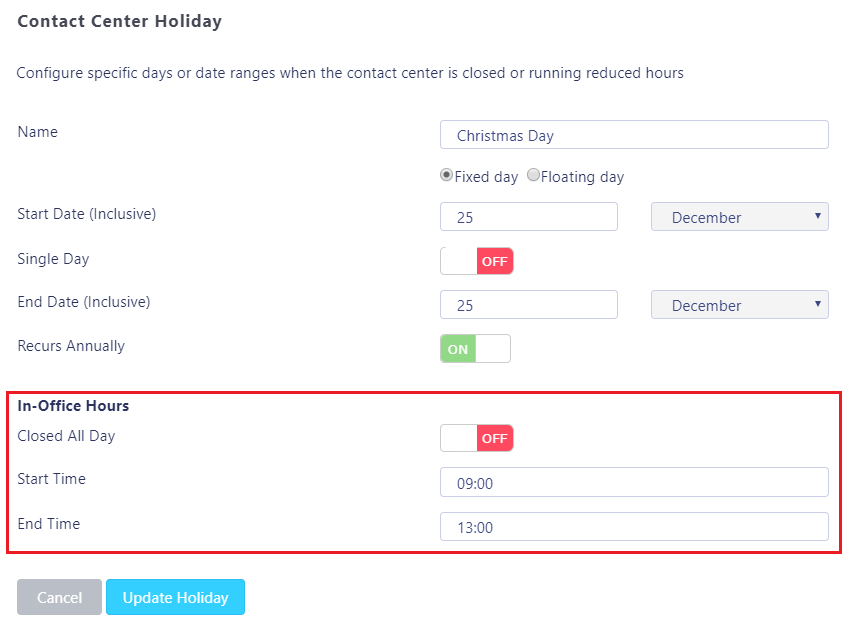 Contact Center Holiday
Configure specific days or date ranges when the contact center is closed or running reduced hours
Name Christmas Day
Fixed day Floating day
Start Date (Inclusive) 25 December
Single Day OFF
End Date (Inclusive) 25 December
Recurs Annually ON
In-Office Hours
Closed All Day OFF
Start Time 09:00
End Time 13:00
Cancel Update Holiday